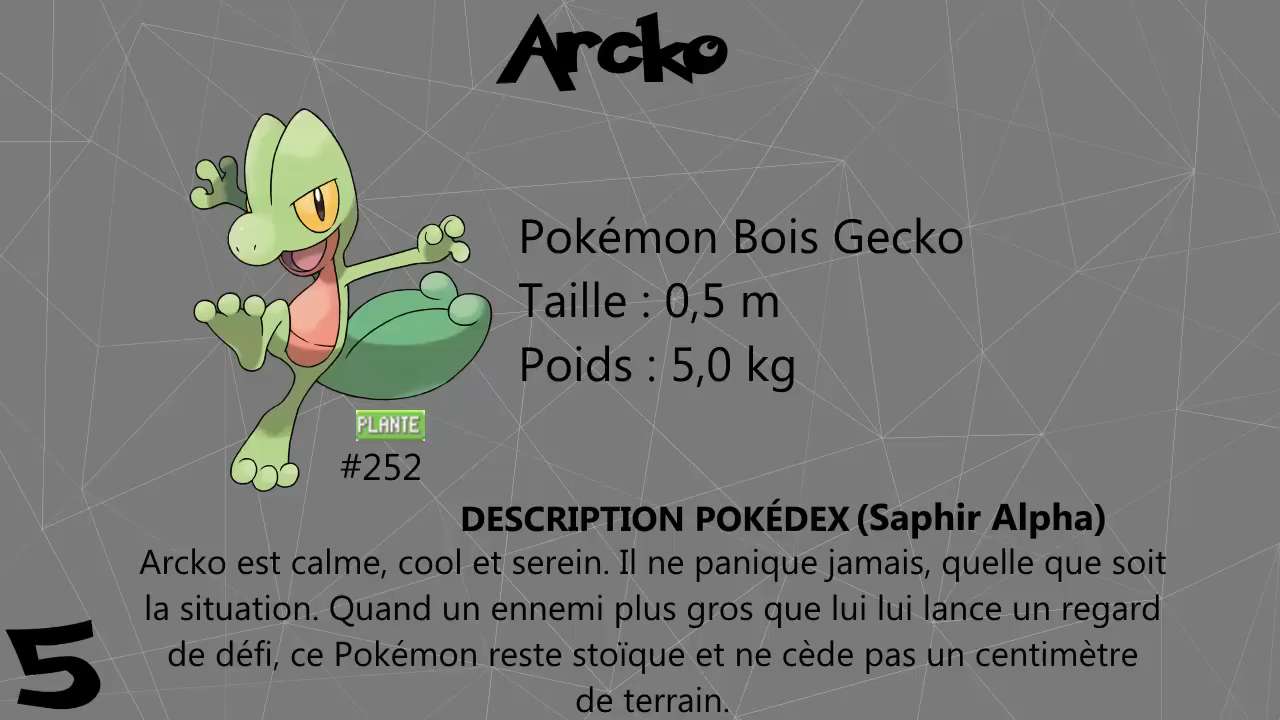 Arcko
Pokémon Bois Gecko
Taille : 0,5 m
Poids : 5,0 kg
PLANTE
#252
DESCRIPTION POKÉDEX (Saphir Alpha)
Arcko est calme, cool et serein. Il ne panique jamais, quelle que soit
la situation. Quand un ennemi plus gros que lui lui lance un regard
de défi, ce Pokémon reste stoïque et ne cède pas un centimètre
de terrain.
5